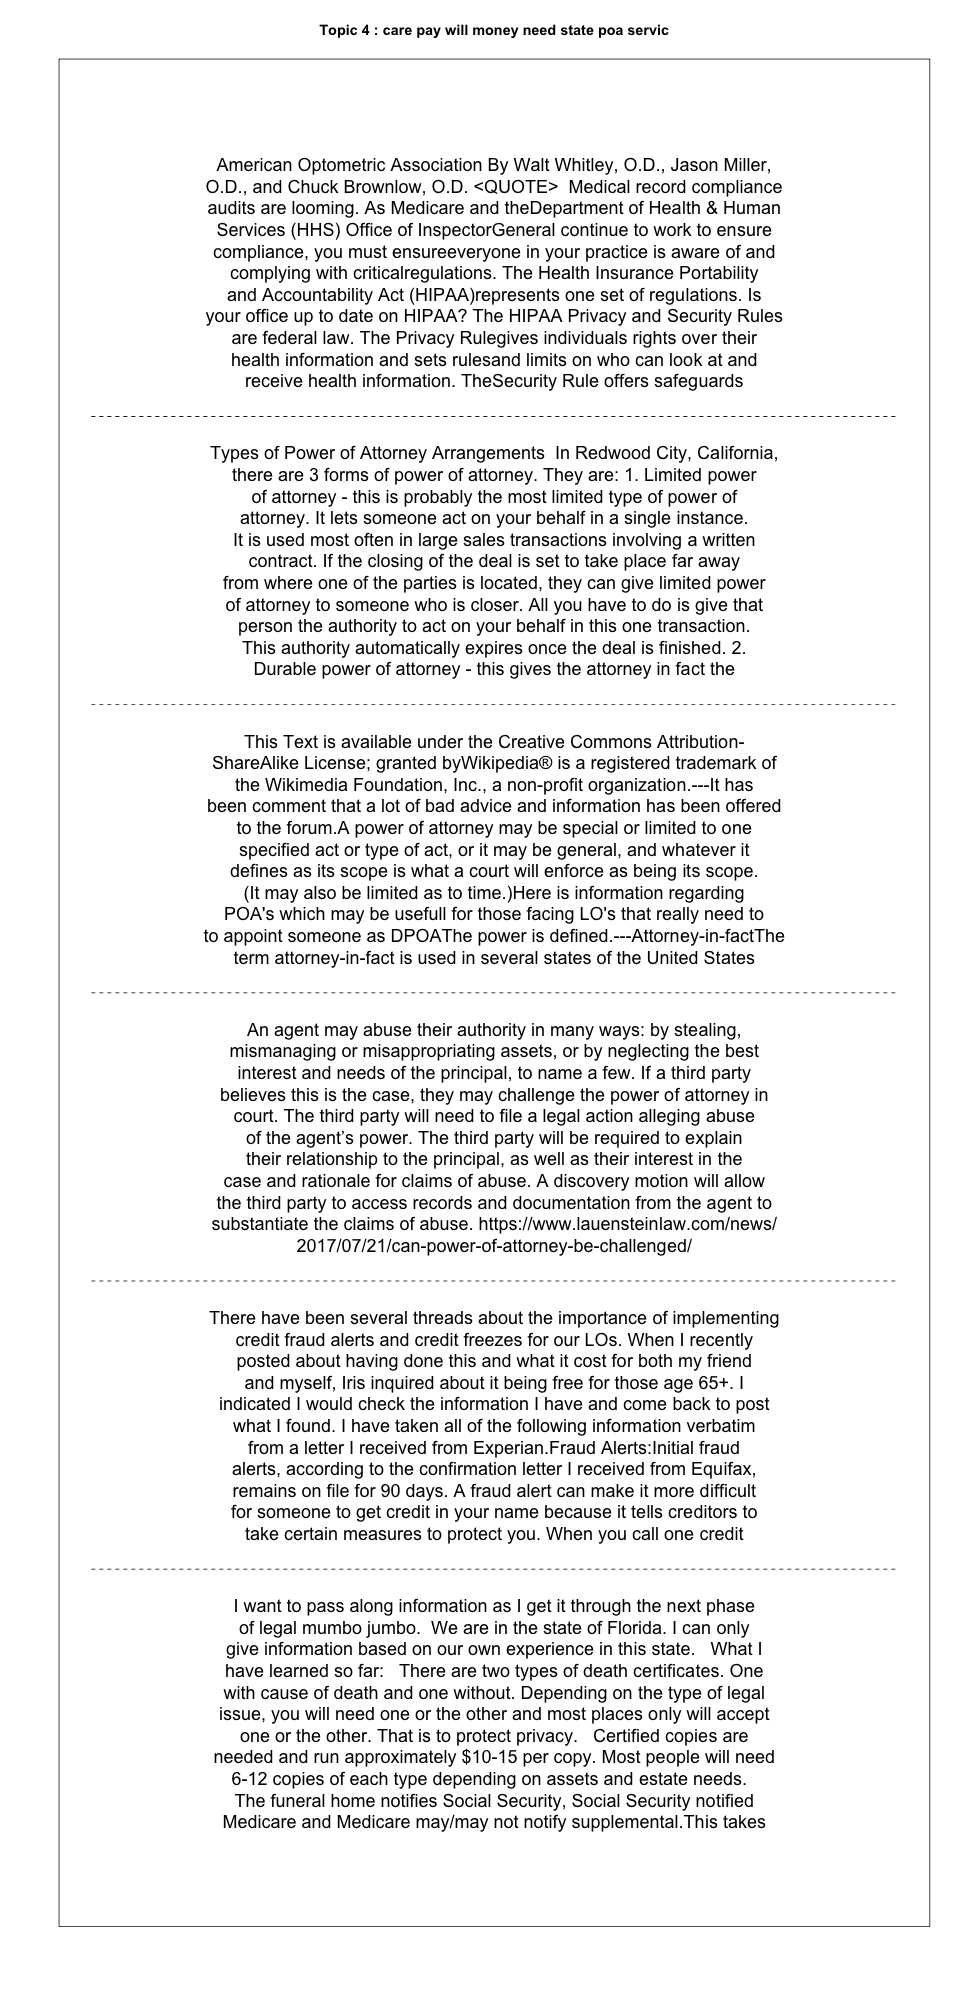 Topic 4 : care pay will money need state poa servic
American Optometric Association By Walt Whitley, O.D., Jason Miller,
O.D., and Chuck Brownlow, O.D. <QUOTE>  Medical record compliance
audits are looming. As Medicare and theDepartment of Health & Human
Services (HHS) Office of InspectorGeneral continue to work to ensure
compliance, you must ensureeveryone in your practice is aware of and
complying with criticalregulations. The Health Insurance Portability
and Accountability Act (HIPAA)represents one set of regulations. Is
your office up to date on HIPAA? The HIPAA Privacy and Security Rules
are federal law. The Privacy Rulegives individuals rights over their
health information and sets rulesand limits on who can look at and
receive health information. TheSecurity Rule offers safeguards
Types of Power of Attorney Arrangements  In Redwood City, California,
there are 3 forms of power of attorney. They are: 1. Limited power
of attorney - this is probably the most limited type of power of
attorney. It lets someone act on your behalf in a single instance.
It is used most often in large sales transactions involving a written
contract. If the closing of the deal is set to take place far away
from where one of the parties is located, they can give limited power
of attorney to someone who is closer. All you have to do is give that
person the authority to act on your behalf in this one transaction.
This authority automatically expires once the deal is finished. 2.
Durable power of attorney - this gives the attorney in fact the
This Text is available under the Creative Commons Attribution-
ShareAlike License; granted byWikipedia® is a registered trademark of
the Wikimedia Foundation, Inc., a non-profit organization.---It has
been comment that a lot of bad advice and information has been offered
to the forum.A power of attorney may be special or limited to one
specified act or type of act, or it may be general, and whatever it
defines as its scope is what a court will enforce as being its scope.
(It may also be limited as to time.)Here is information regarding
POA's which may be usefull for those facing LO's that really need to
to appoint someone as DPOAThe power is defined.---Attorney-in-factThe
term attorney-in-fact is used in several states of the United States
An agent may abuse their authority in many ways: by stealing,
mismanaging or misappropriating assets, or by neglecting the best
interest and needs of the principal, to name a few. If a third party
believes this is the case, they may challenge the power of attorney in
court. The third party will need to file a legal action alleging abuse
of the agent’s power. The third party will be required to explain
their relationship to the principal, as well as their interest in the
case and rationale for claims of abuse. A discovery motion will allow
the third party to access records and documentation from the agent to
substantiate the claims of abuse. https://www.lauensteinlaw.com/news/
2017/07/21/can-power-of-attorney-be-challenged/
There have been several threads about the importance of implementing
credit fraud alerts and credit freezes for our LOs. When I recently
posted about having done this and what it cost for both my friend
and myself, Iris inquired about it being free for those age 65+. I
indicated I would check the information I have and come back to post
what I found. I have taken all of the following information verbatim
from a letter I received from Experian.Fraud Alerts:Initial fraud
alerts, according to the confirmation letter I received from Equifax,
remains on file for 90 days. A fraud alert can make it more difficult
for someone to get credit in your name because it tells creditors to
take certain measures to protect you. When you call one credit
I want to pass along information as I get it through the next phase
of legal mumbo jumbo.  We are in the state of Florida. I can only
give information based on our own experience in this state.   What I
have learned so far:   There are two types of death certificates. One
with cause of death and one without. Depending on the type of legal
issue, you will need one or the other and most places only will accept
one or the other. That is to protect privacy.   Certified copies are
needed and run approximately $10-15 per copy. Most people will need
6-12 copies of each type depending on assets and estate needs.
The funeral home notifies Social Security, Social Security notified
Medicare and Medicare may/may not notify supplemental.This takes